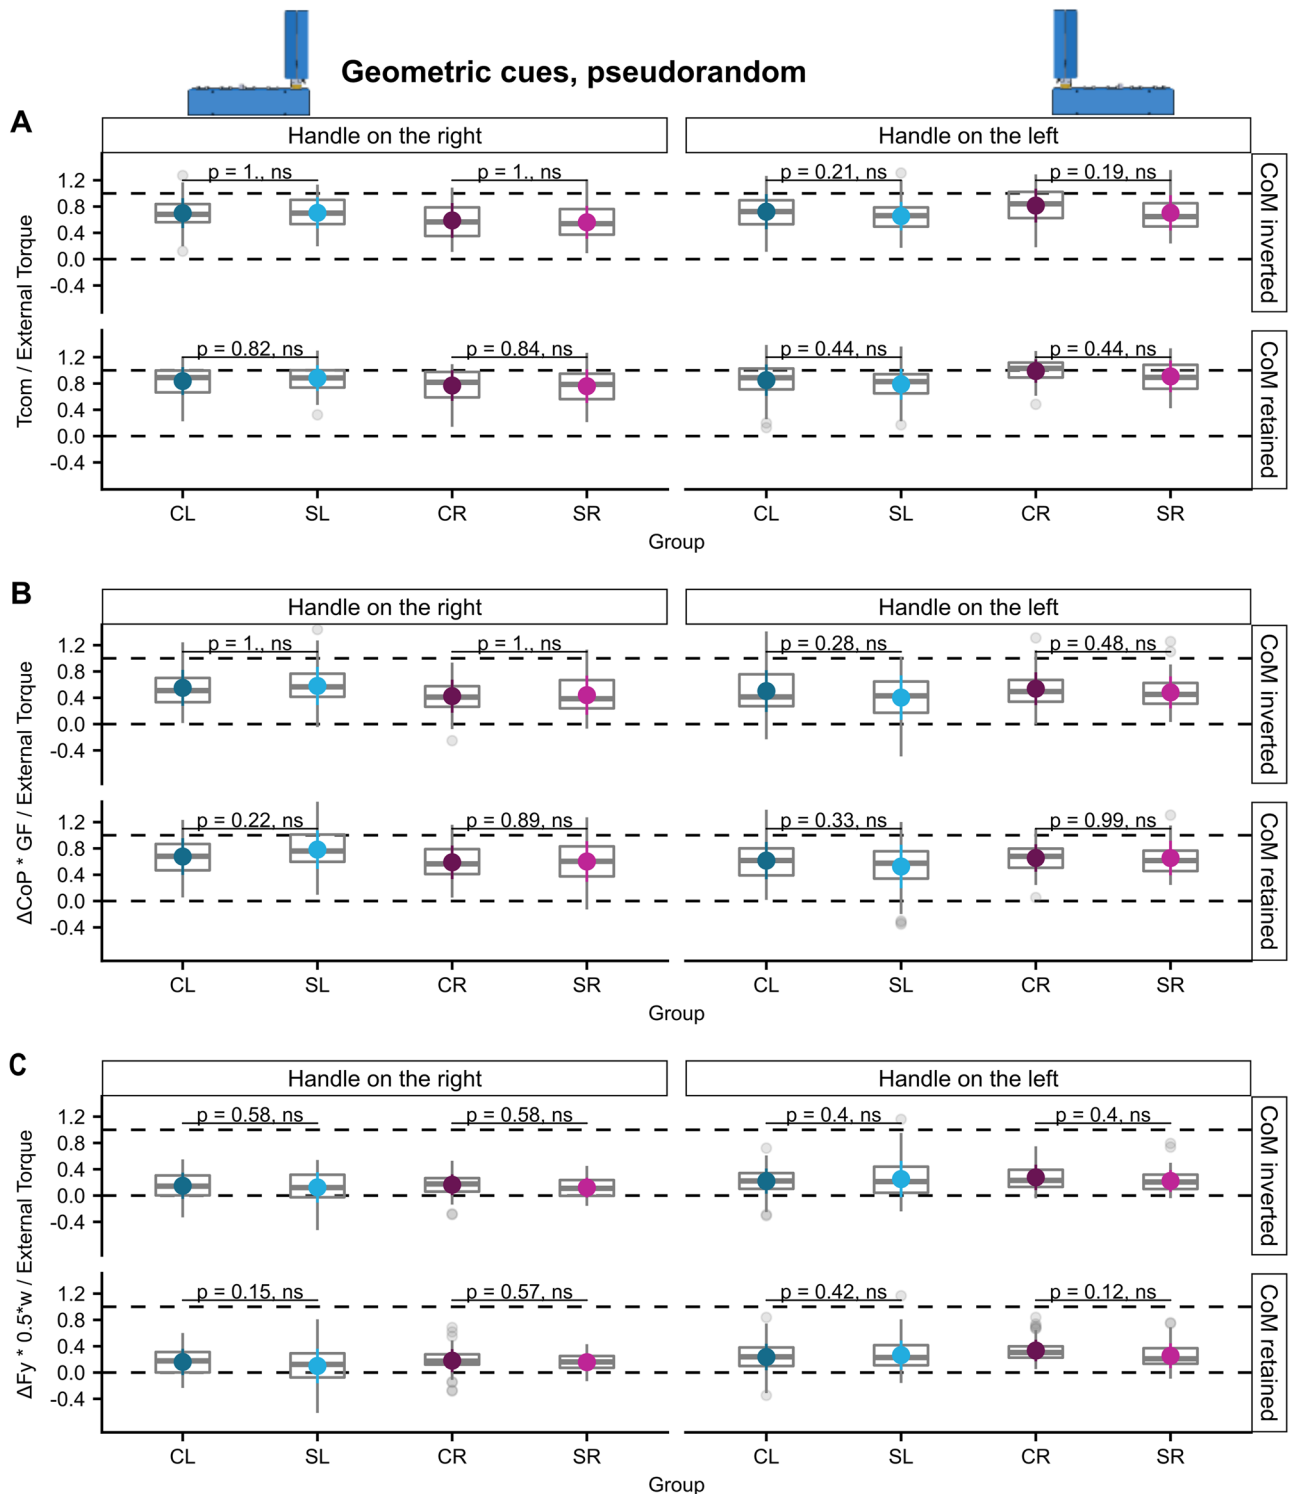 Geometric cues, pseudorandom
A
Handle on the right
Handle on the left
Tcom / External Torque
1.2
0.8
0.4
0.0
-0.4
p = 1., ns
p = 1., ns
p = 0.21, ns
p = 0.19, ns
CoM inverted
1.2
0.8
0.4
0.0
-0.4
p = 0.82, ns
p = 0.84, ns
p = 0.44, ns
p = 0.44, ns
CoM retained
CL
SL
CR
SR
CL
SL
CR
SR
Group
B
Handle on the right
Handle on the left
ΔCoP * GF / External Torque
1.2
0.8
0.4
0.0
-0.4
p = 1., ns
p = 1., ns
p = 0.28, ns
p = 0.48, ns
CoM inverted
1.2
0.8
0.4
0.0
-0.4
p = 0.22, ns
p = 0.89, ns
p = 0.33, ns
p = 0.99, ns
CoM retained
CL
SL
CR
SR
CL
SL
CR
SR
Group
C
Handle on the right
Handle on the left
ΔFy * 0.5*w / External Torque
1.2
0.8
0.4
0.0
-0.4
p = 0.58, ns
p = 0.58, ns
p = 0.4, ns
p = 0.4, ns
CoM inverted
1.2
0.8
0.4
0.0
-0.4
p = 0.15, ns
p = 0.57, ns
p = 0.42, ns
p = 0.12, ns
CoM retained
CL
SL
CR
SR
CL
SL
CR
SR
Group